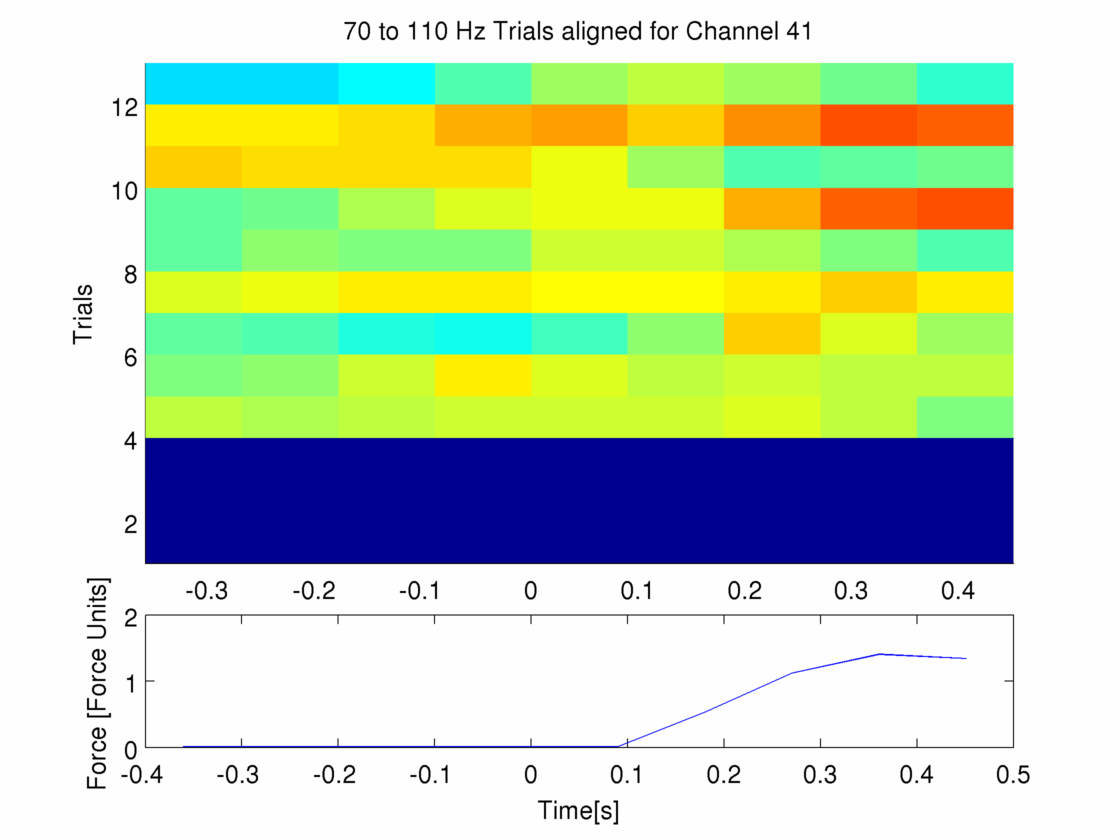 70 to 110 Hz Trials aligned for Channel 41
Trials
12
10
8
6
4
2
-0.3 -0.2 -0.1 0 0.1 0.2 0.3 0.4
Force [Force Units]
2
1
0
-0.4 -0.3 -0.2 -0.1 0 0.1 0.2 0.3 0.4 0.5
Time[s]